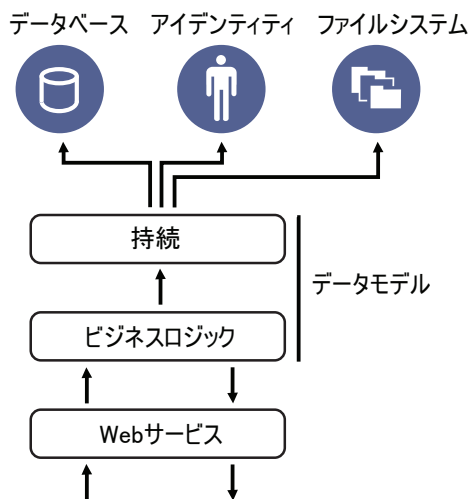 データベース
アイデンティティ
ファイルシステム
持続
データモデル
ビジネスロジック
Webサービス